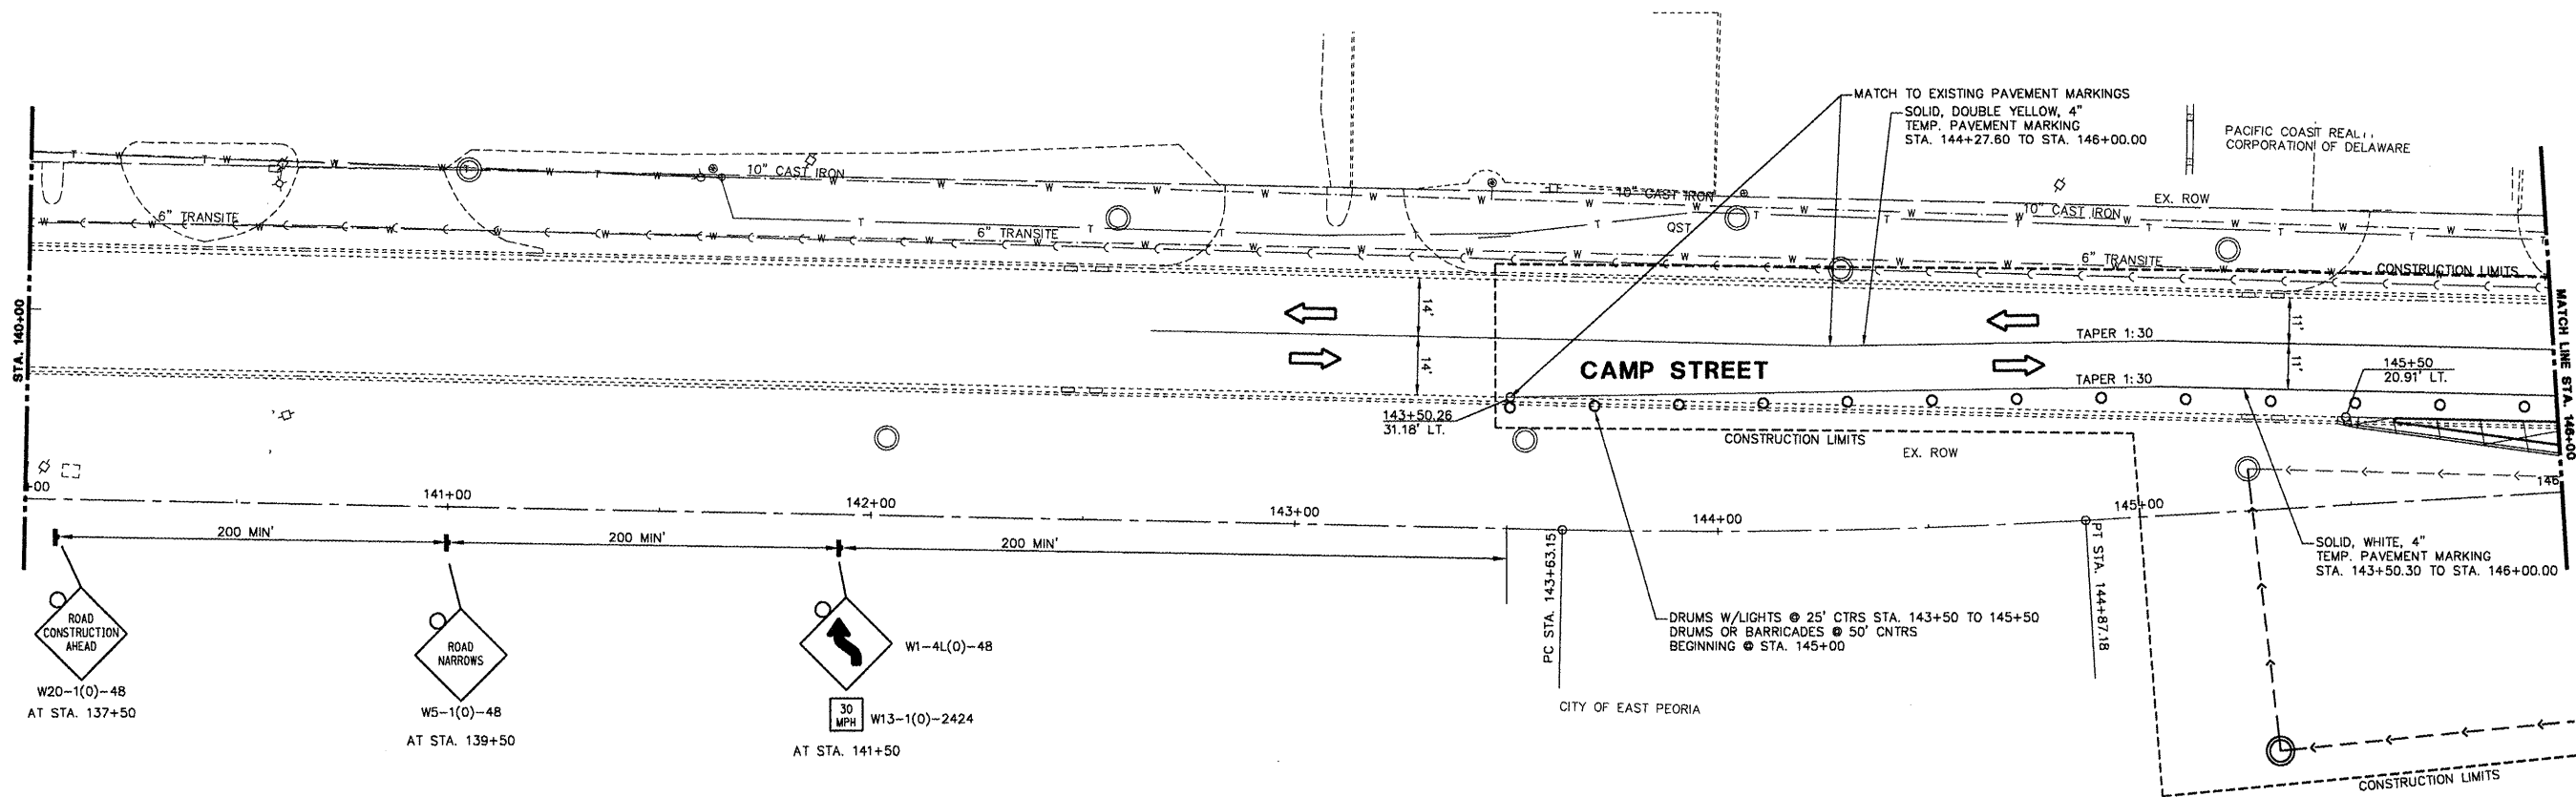 MATCH TO EXISTING PAVEMENT MARKINGS
SOLID, DOUBLE YELLOW, 4"
TEMP. PAVEMENT MARKING
STA. 144+27.60 TO STA. 146+00.00
PACIFIC COAST
CORPORATION OF DELAWARE
10" CAST IRON
10" CAST IRON
EX. ROW
10" CAST IRON
6" TRANSITE
6" TRANSITE
QST
6" TRANSITE
CONSTRUCTION LIMITS
STA. 140+00
14'
14'
CAMP STREET
TAPER 1:30
TAPER 1:30
11'
11'
145+50
20.91' LT.
MATCH LINE STA. 146+00
143+50.26
31.18' LT.
CONSTRUCTION LIMITS
EX. ROW
+00
141+00
142+00
143+00
144+00
145+00
146
200 MIN'
200 MIN'
200 MIN'
PC STA. 143+63.15
PT STA. 144+87.18
SOLID, WHITE, 4"
TEMP. PAVEMENT MARKING
STA. 143+50.30 TO STA. 146+00.00
DRUMS W/LIGHTS @ 25' CTRS STA. 143+50 TO 145+50
DRUMS OR BARRICADES @ 50' CNTRS
BEGINNING @ STA. 145+00
ROAD
CONSTRUCTION
AHEAD
W20-1(O)-48
AT STA. 137+50
ROAD
NARROWS
W5-1(O)-48
AT STA. 139+50
W1-4L(O)-48
30
MPH
W13-1(O)-2424
AT STA. 141+50
CITY OF EAST PEORIA
CONSTRUCTION LIMITS